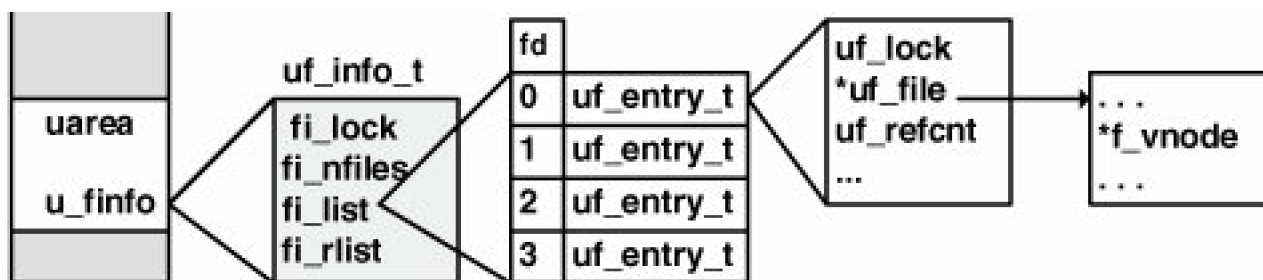 uarea
u_finfo
uf_info_t
fi_lock
fi_nfiles
fi_list
fi_rlist
fd
0 uf_entry_t
1 uf_entry_t
2 uf_entry_t
3 uf_entry_t
uf_lock
*uf_file
uf_refcnt
...
. . .
*f_vnode
. . .